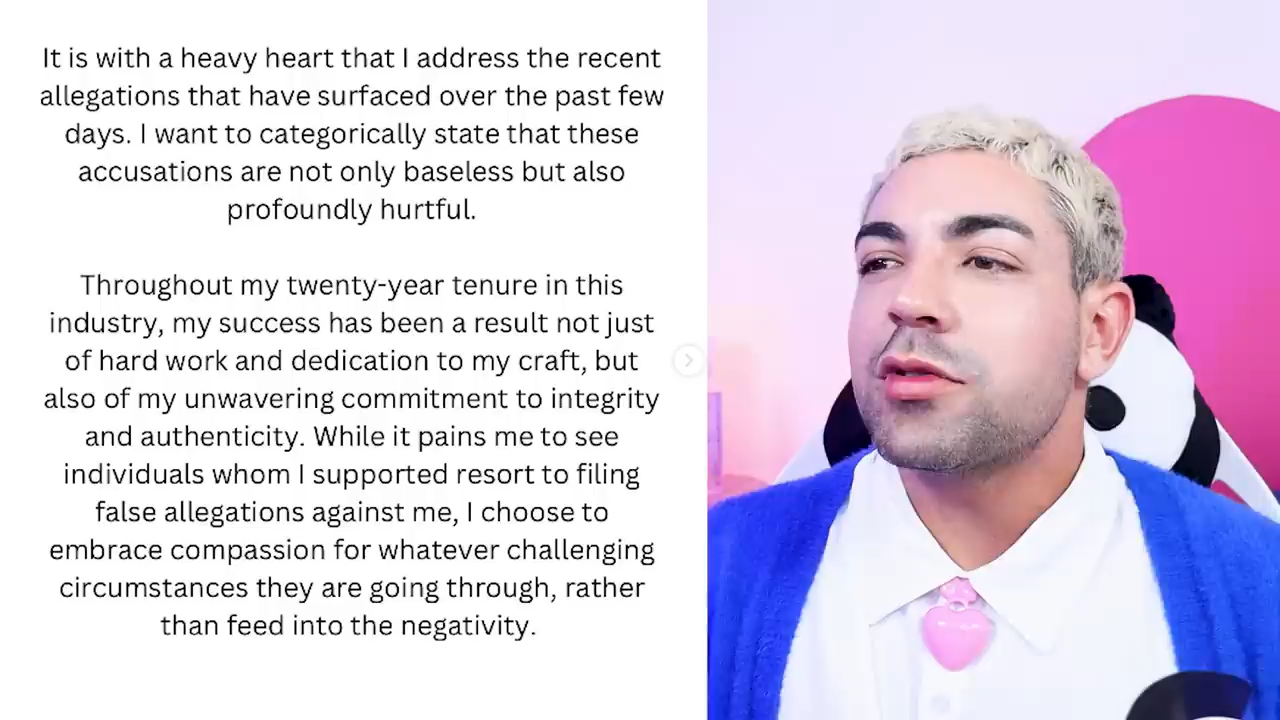 It is with a heavy heart that I address the recent
allegations that have surfaced over the past few
days. I want to categorically state that these
accusations are not only baseless but also
profoundly hurtful.
Throughout my twenty-year tenure in this
industry, my success has been a result not just
of hard work and dedication to my craft, but
also of my unwavering commitment to integrity
and authenticity. While it pains me to see
individuals whom I supported resort to filing
false allegations against me, I choose to
embrace compassion for whatever challenging
circumstances they are going through, rather
than feed into the negativity.